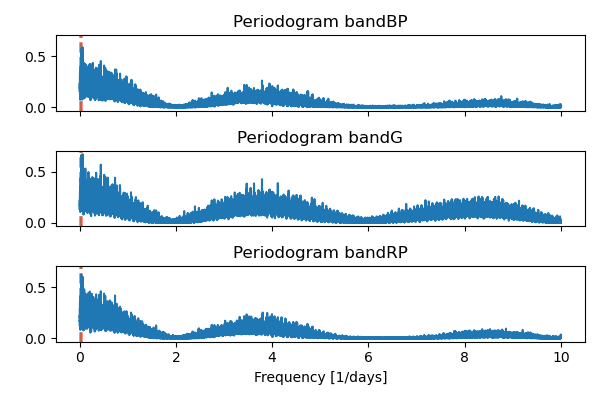 Periodogram bandBP
0.5
0.0
Periodogram bandG
0.5
0.0
Periodogram bandRP
0.5
0.0
0 2 4 6 8 10
Frequency [1/days]